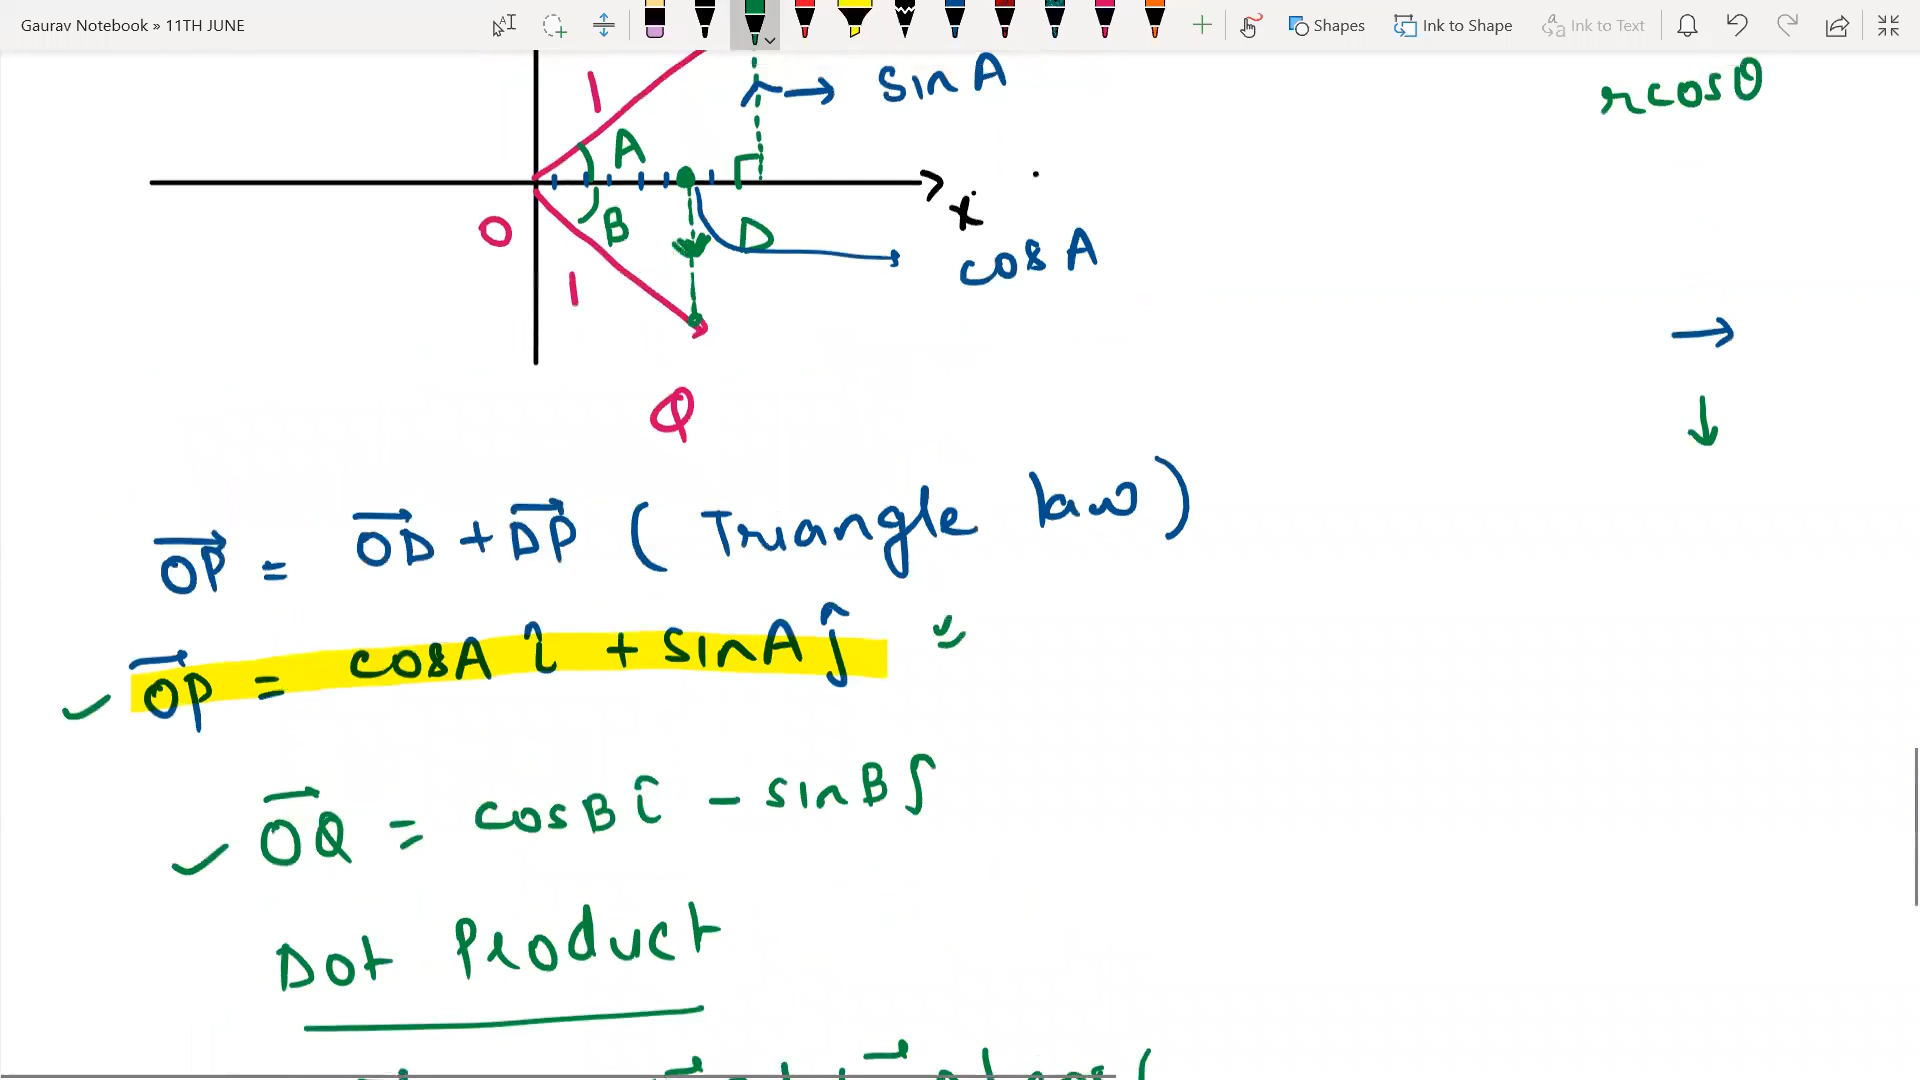 Gaurav Notebook » 11TH JUNE
Shapes
Ink to Shape
Ink to Text
1
sin A
r cos θ
A
x
O
B
D
cos A
1
Q
OP = OD + DP ( Triangle law )
OP = cosA î + sinA ĵ
OQ = cosB î - sinB ĵ
Dot Product